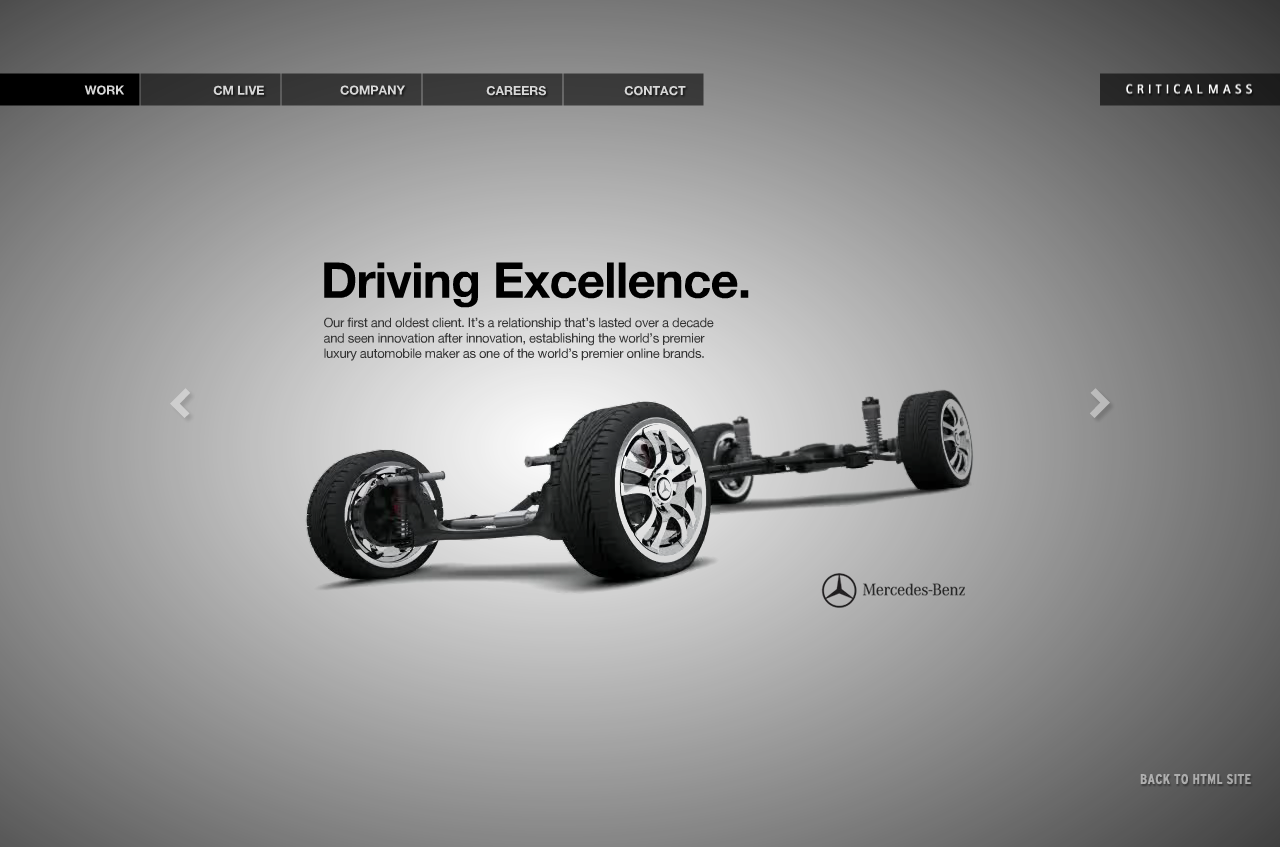 WORK
CM LIVE
COMPANY
CAREERS
CONTACT
CRITICALMASS
Driving Excellence.
Our first and oldest client. It's a relationship that's lasted over a decade
and seen innovation after innovation, establishing the world's premier
luxury automobile maker as one of the world's premier online brands.
Mercedes-Benz
BACK TO HTML SITE